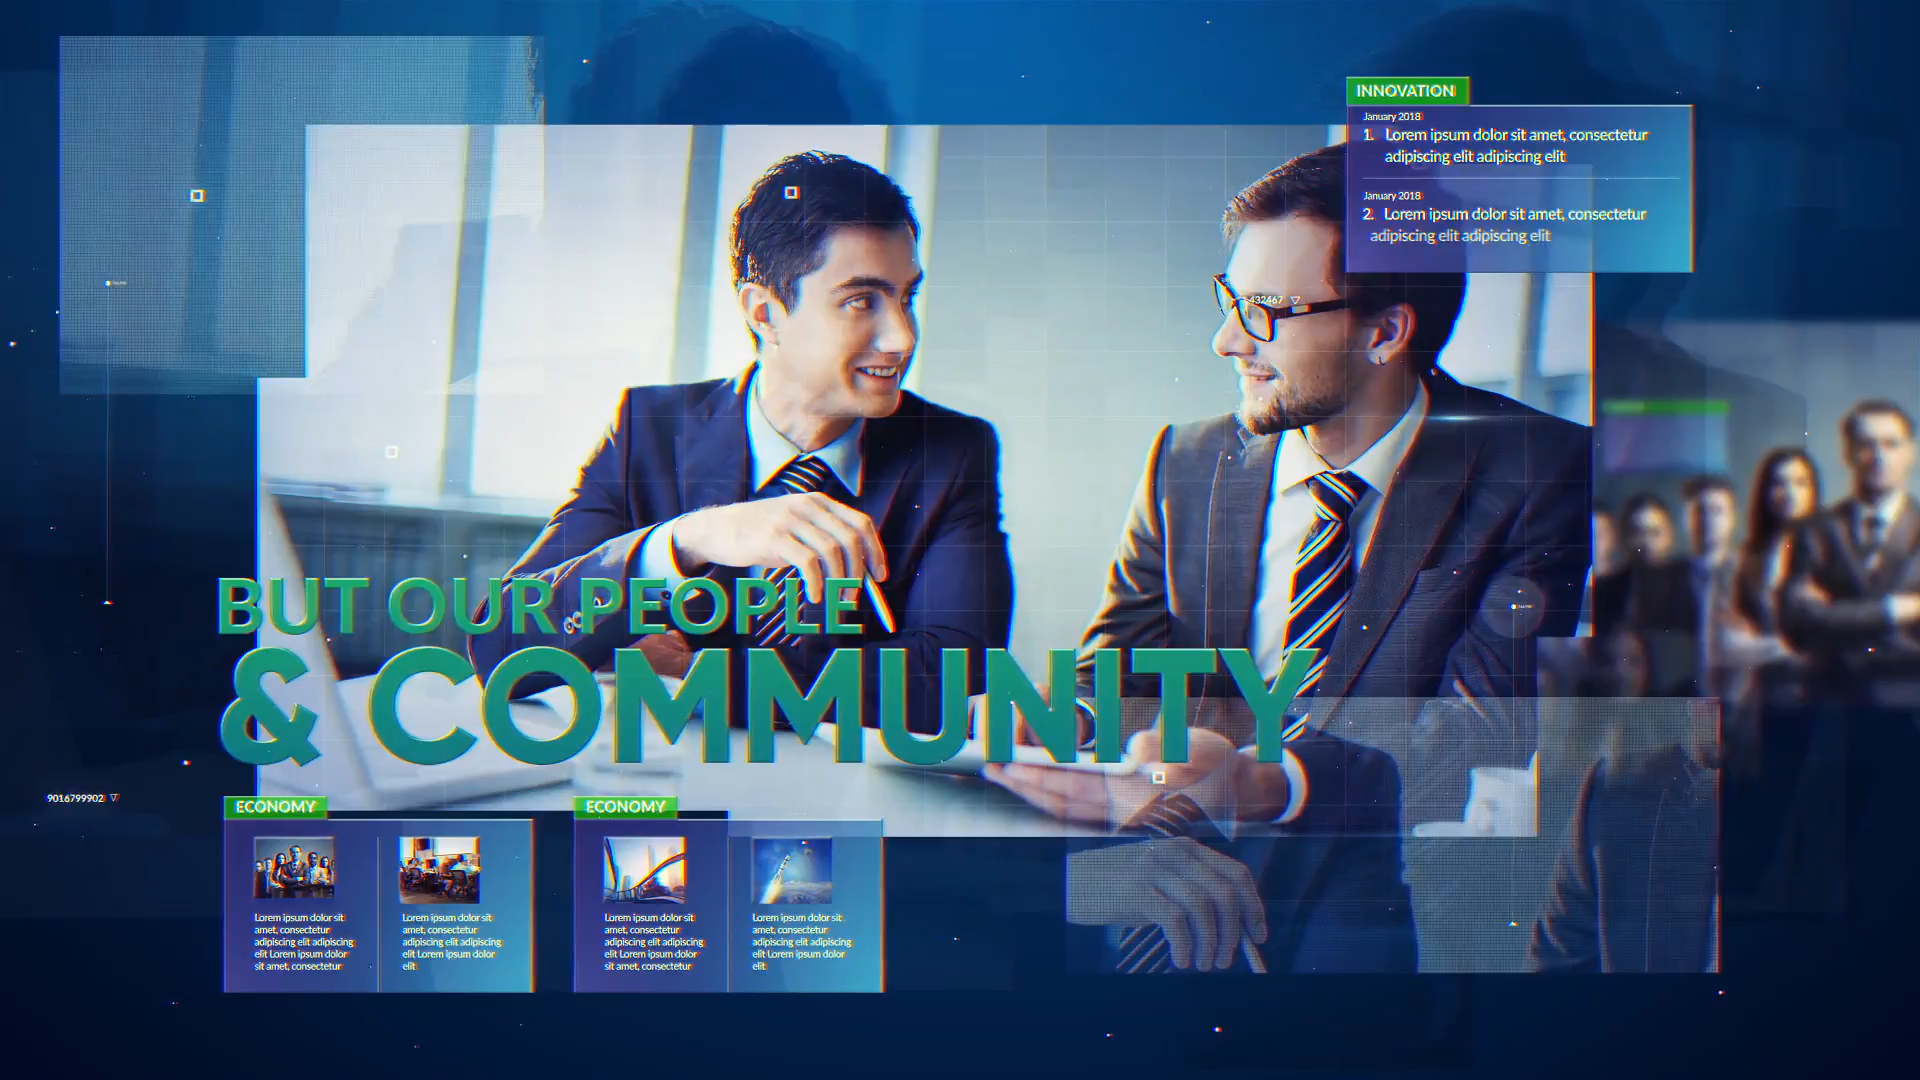 INNOVATION
January 2018
1. Lorem ipsum dolor sit amet, consectetur
adipiscing elit adipiscing elit
January 2018
2. Lorem ipsum dolor sit amet, consectetur
adipiscing elit adipiscing elit
432467
BUT OUR PEOPLE
& COMMUNITY
9016799902
ECONOMY
Lorem ipsum dolor sit
amet, consectetur
adipiscing elit adipiscing
elit Lorem ipsum dolor
sit amet, consectetur
Lorem ipsum dolor sit
amet, consectetur
adipiscing elit adipiscing
elit Lorem ipsum dolor
elit
ECONOMY
Lorem ipsum dolor sit
amet, consectetur
adipiscing elit adipiscing
elit Lorem ipsum dolor
sit amet, consectetur
Lorem ipsum dolor sit
amet, consectetur
adipiscing elit adipiscing
elit Lorem ipsum dolor
elit